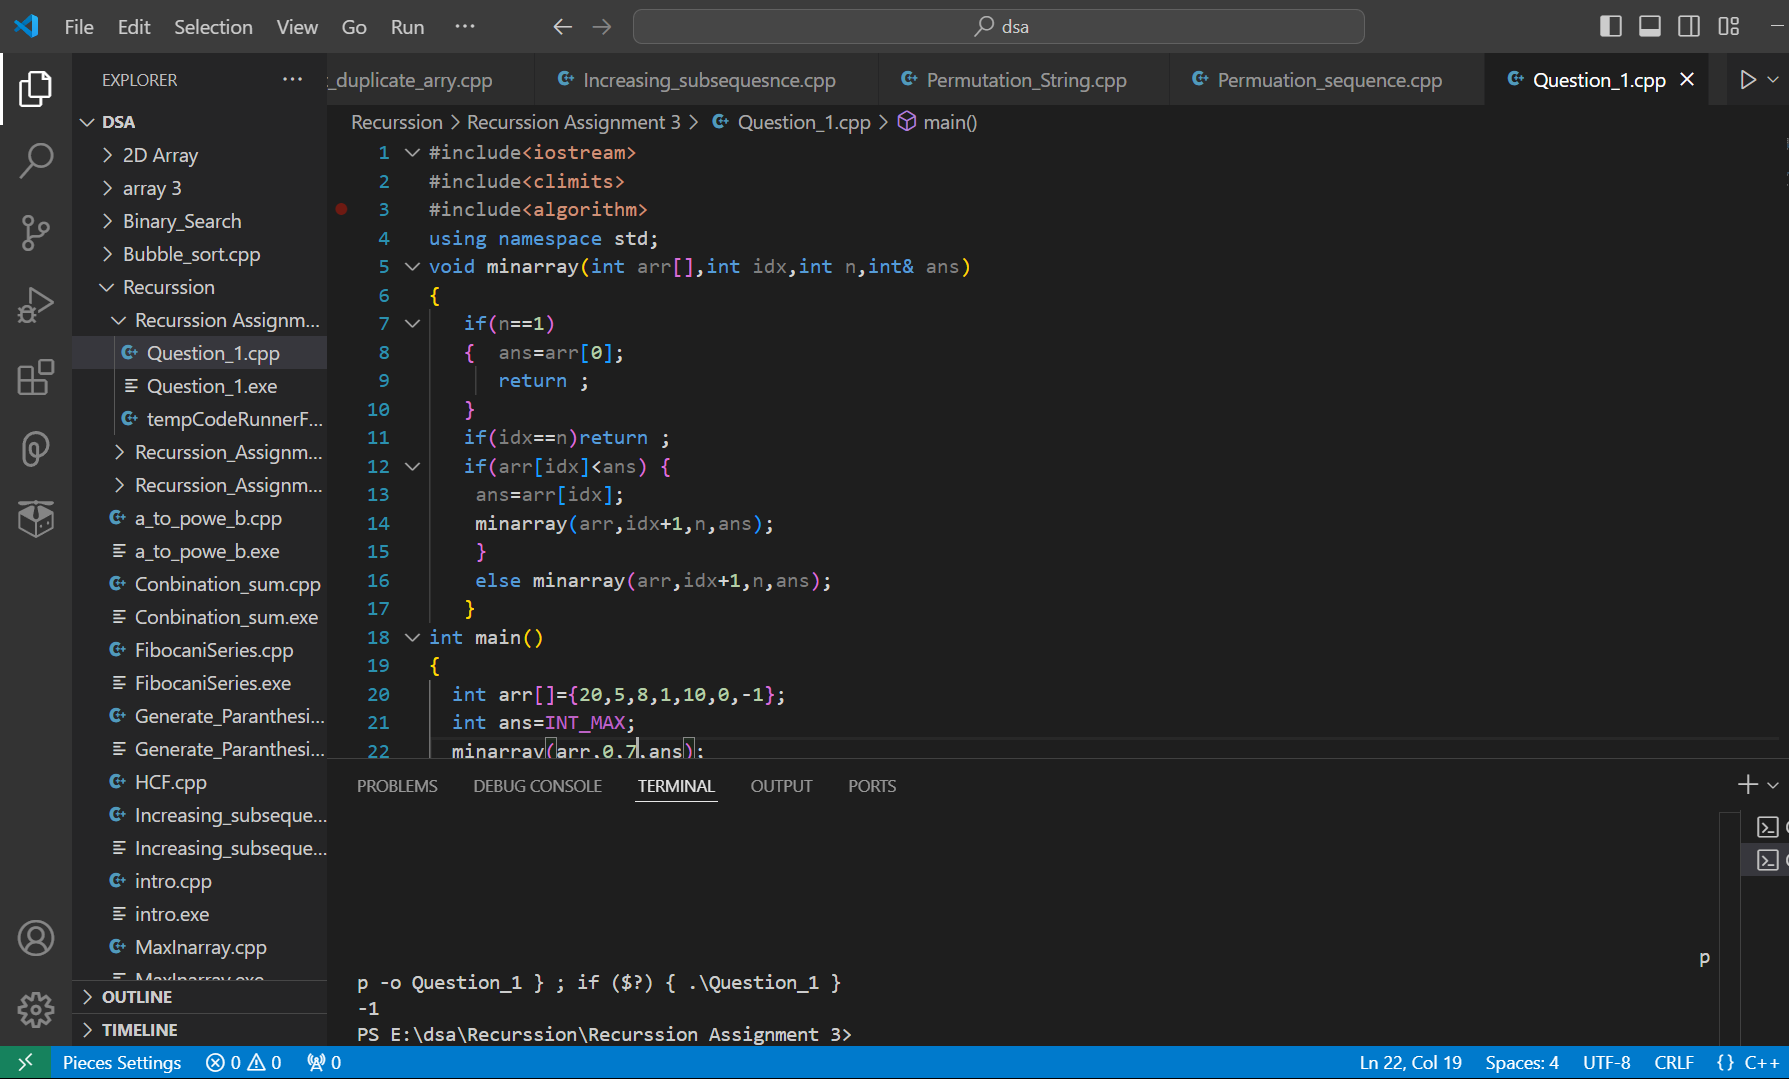 File Edit Selection View Go Run ··· dsa
EXPLORER ···
_duplicate_arry.cpp Increasing_subsequesnce.cpp Permutation_String.cpp Permuation_sequence.cpp Question_1.cpp
Recurssion > Recurssion Assignment 3 > Question_1.cpp > main()
DSA
2D Array
array 3
Binary_Search
Bubble_sort.cpp
Recurssion
Recurssion Assignm...
Question_1.cpp
Question_1.exe
tempCodeRunnerF...
Recurssion_Assignm...
Recurssion_Assignm...
a_to_powe_b.cpp
a_to_powe_b.exe
Conbination_sum.cpp
Conbination_sum.exe
FibocaniSeries.cpp
FibocaniSeries.exe
Generate_Paranthesi...
Generate_Paranthesi...
HCF.cpp
Increasing_subseque...
Increasing_subseque...
intro.cpp
intro.exe
MaxInarray.cpp
MaxInarray.exe
OUTLINE
TIMELINE
1 #include<iostream>
2 #include<climits>
3 #include<algorithm>
4 using namespace std;
5 void minarray(int arr[],int idx,int n,int& ans)
6 {
7 if(n==1)
8 { ans=arr[0];
9 return ;
10 }
11 if(idx==n)return ;
12 if(arr[idx]<ans) {
13 ans=arr[idx];
14 minarray(arr,idx+1,n,ans);
15 }
16 else minarray(arr,idx+1,n,ans);
17 }
18 int main()
19 {
20 int arr[]={20,5,8,1,10,0,-1};
21 int ans=INT_MAX;
22 minarray(arr,0,7,ans);
PROBLEMS DEBUG CONSOLE TERMINAL OUTPUT PORTS
p
p -o Question_1 } ; if ($?) { .\Question_1 }
-1
PS E:\dsa\Recurssion\Recurssion Assignment 3>
Pieces Settings 0 0 0 Ln 22, Col 19 Spaces: 4 UTF-8 CRLF {} C++